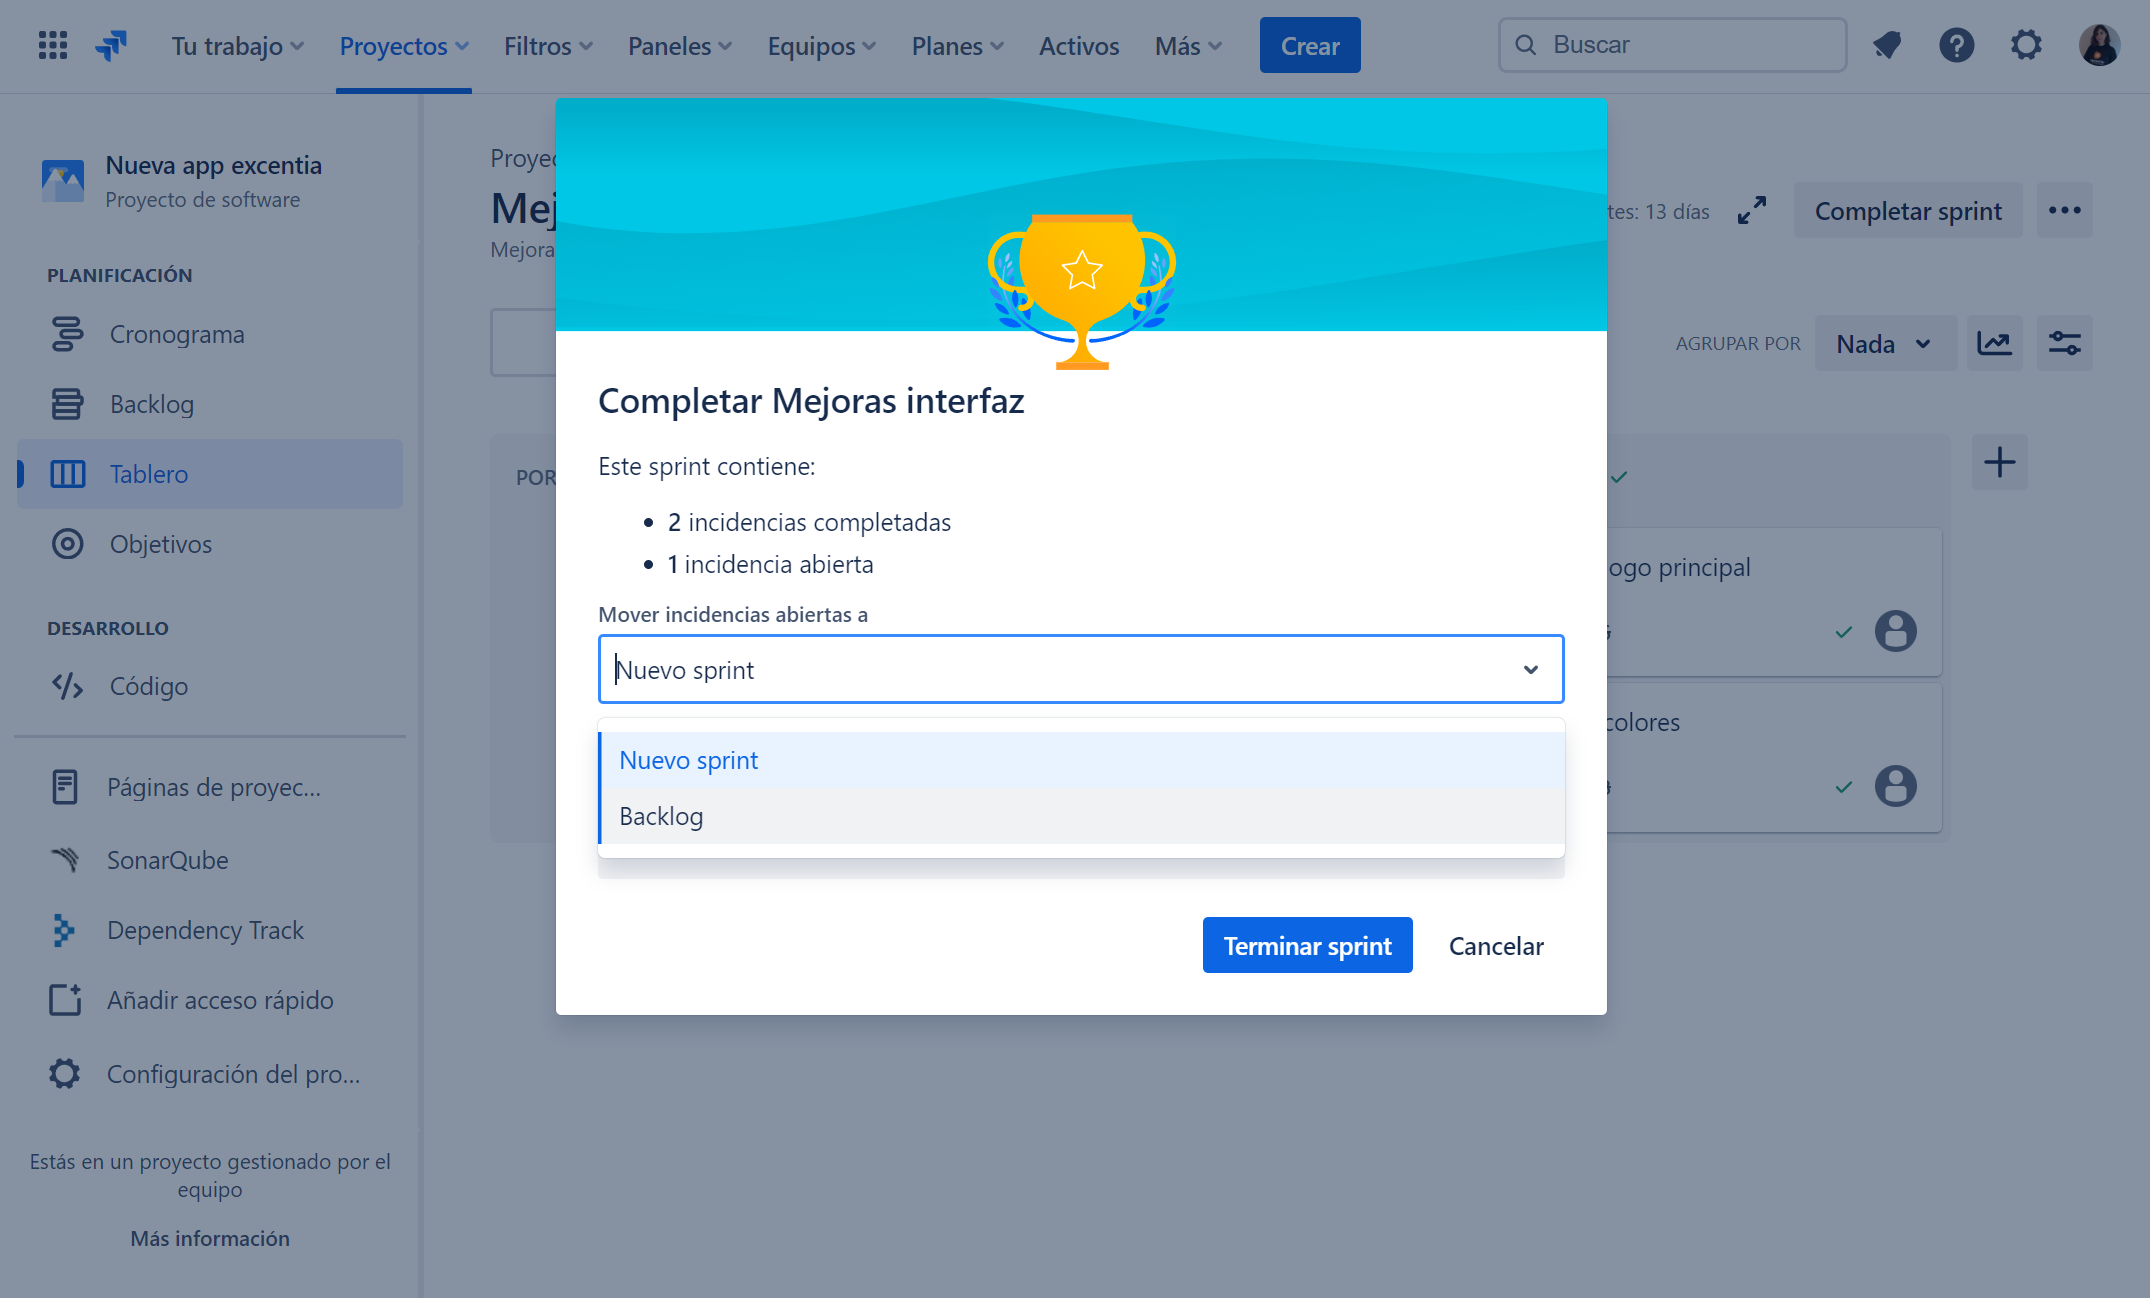 Tu trabajo
Proyectos
Filtros
Paneles
Equipos
Planes
Activos
Más
Crear
Buscar
Nueva app excentia
Proyecto de software
PLANIFICACIÓN
Cronograma
Backlog
Tablero
Objetivos
DESARROLLO
Código
Páginas de proyec...
SonarQube
Dependency Track
Añadir acceso rápido
Configuración del pro...
Estás en un proyecto gestionado por el
equipo
Más información
Proyec
Mej
Mejora
tes: 13 días
Completar sprint
AGRUPAR POR
Nada
POR
ogo principal
colores
Completar Mejoras interfaz
Este sprint contiene:
• 2 incidencias completadas
• 1 incidencia abierta
Mover incidencias abiertas a
Nuevo sprint
Nuevo sprint
Backlog
Terminar sprint
Cancelar